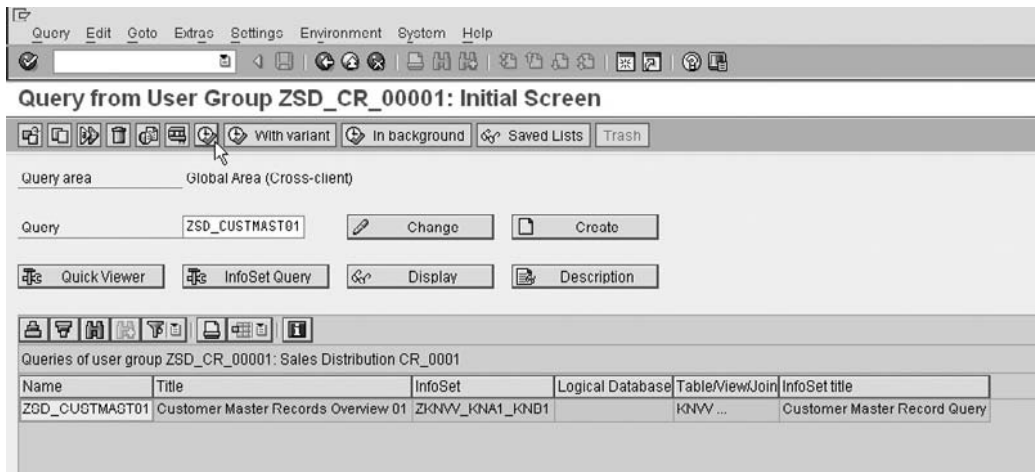 Query Edit Goto Extras Settings Environment System Help
Query from User Group ZSD_CR_00001: Initial Screen
With variant In background Saved Lists Trash
Query area Global Area (Cross-client)
Query ZSD_CUSTMAST01 Change Create
Quick Viewer InfoSet Query Display Description
Queries of user group ZSD_CR_00001: Sales Distribution CR_0001
Name Title InfoSet Logical Database Table/View/Join InfoSet title
ZSD_CUSTMAST01 Customer Master Records Overview 01 ZKNVV_KNA1_KNB1 KNVV ... Customer Master Record Query